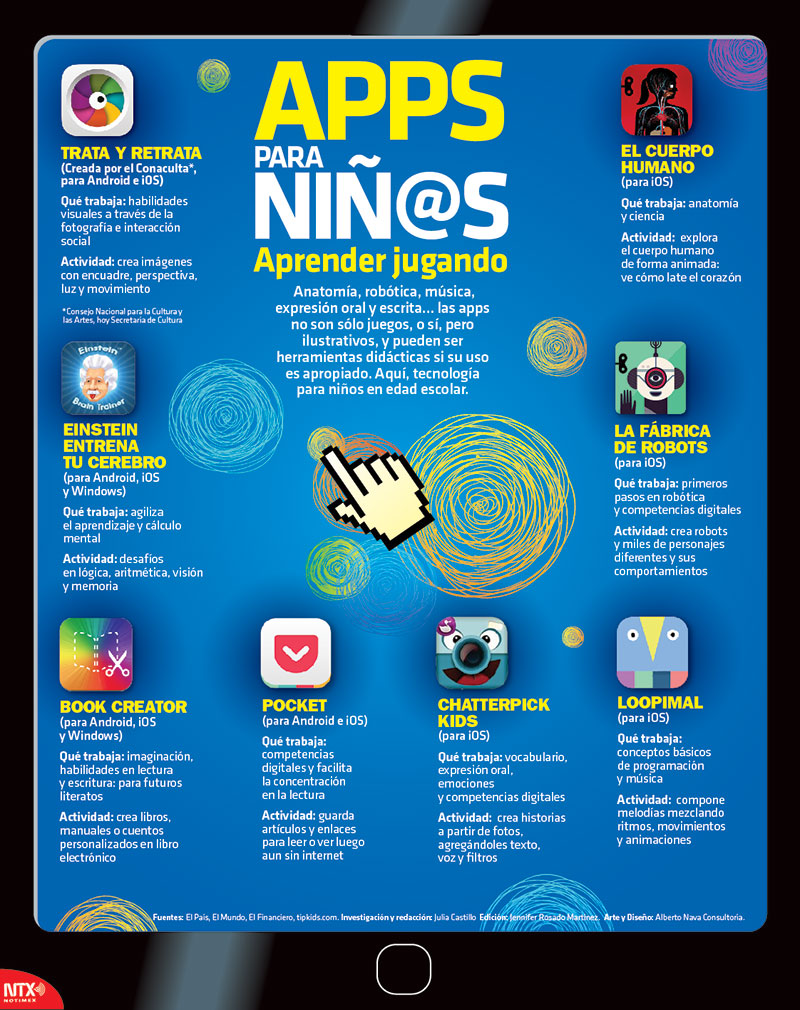 APPS
PARA
NIÑ@S
Aprender jugando
Anatomía, robótica, música,
expresión oral y escrita... las apps
no son sólo juegos, o sí, pero
ilustrativos, y pueden ser
herramientas didácticas si su uso
es apropiado. Aquí, tecnología
para niños en edad escolar.
TRATA Y RETRATA
(Creada por el Conaculta*,
para Android e iOS)
Qué trabaja: habilidades
visuales a través de la
fotografía e interacción
social
Actividad: crea imágenes
con encuadre, perspectiva,
luz y movimiento
*Consejo Nacional para la Cultura y
las Artes, hoy Secretaria de Cultura
EL CUERPO
HUMANO
(para iOS)
Qué trabaja: anatomía
y ciencia
Actividad: explora
el cuerpo humano
de forma animada:
ve cómo late el corazón
Einstein™
Brain Trainer
EINSTEIN
ENTRENA
TU CEREBRO
(para Android, iOS
y Windows)
Qué trabaja: agiliza
el aprendizaje y cálculo
mental
Actividad: desafíos
en lógica, aritmética, visión
y memoria
LA FÁBRICA
DE ROBOTS
(para iOS)
Qué trabaja: primeros
pasos en robótica
y competencias digitales
Actividad: crea robots
y miles de personajes
diferentes y sus
comportamientos
BOOK CREATOR
(para Android, iOS
y Windows)
Qué trabaja: imaginación,
habilidades en lectura
y escritura: para futuros
literatos
Actividad: crea libros,
manuales o cuentos
personalizados en libro
electrónico
POCKET
(para Android e iOS)
Qué trabaja:
competencias
digitales y facilita
la concentración
en la lectura
Actividad: guarda
artículos y enlaces
para leer o ver luego
aun sin internet
CHATTERPICK
KIDS
(para iOS)
Qué trabaja: vocabulario,
expresión oral,
emociones
y competencias digitales
Actividad: crea historias
a partir de fotos,
agregándoles texto,
voz y filtros
LOOPIMAL
(para iOS)
Qué trabaja:
conceptos básicos
de programación
y música
Actividad: compone
melodías mezclando
ritmos, movimientos
y animaciones
Fuentes: El País, El Mundo, El Financiero, tipkids.com. Investigación y redacción: Julia Castillo Edición: Jennifer Rosado Martínez. Arte y Diseño: Alberto Nava Consultoria.
NTX
NOTIMEX